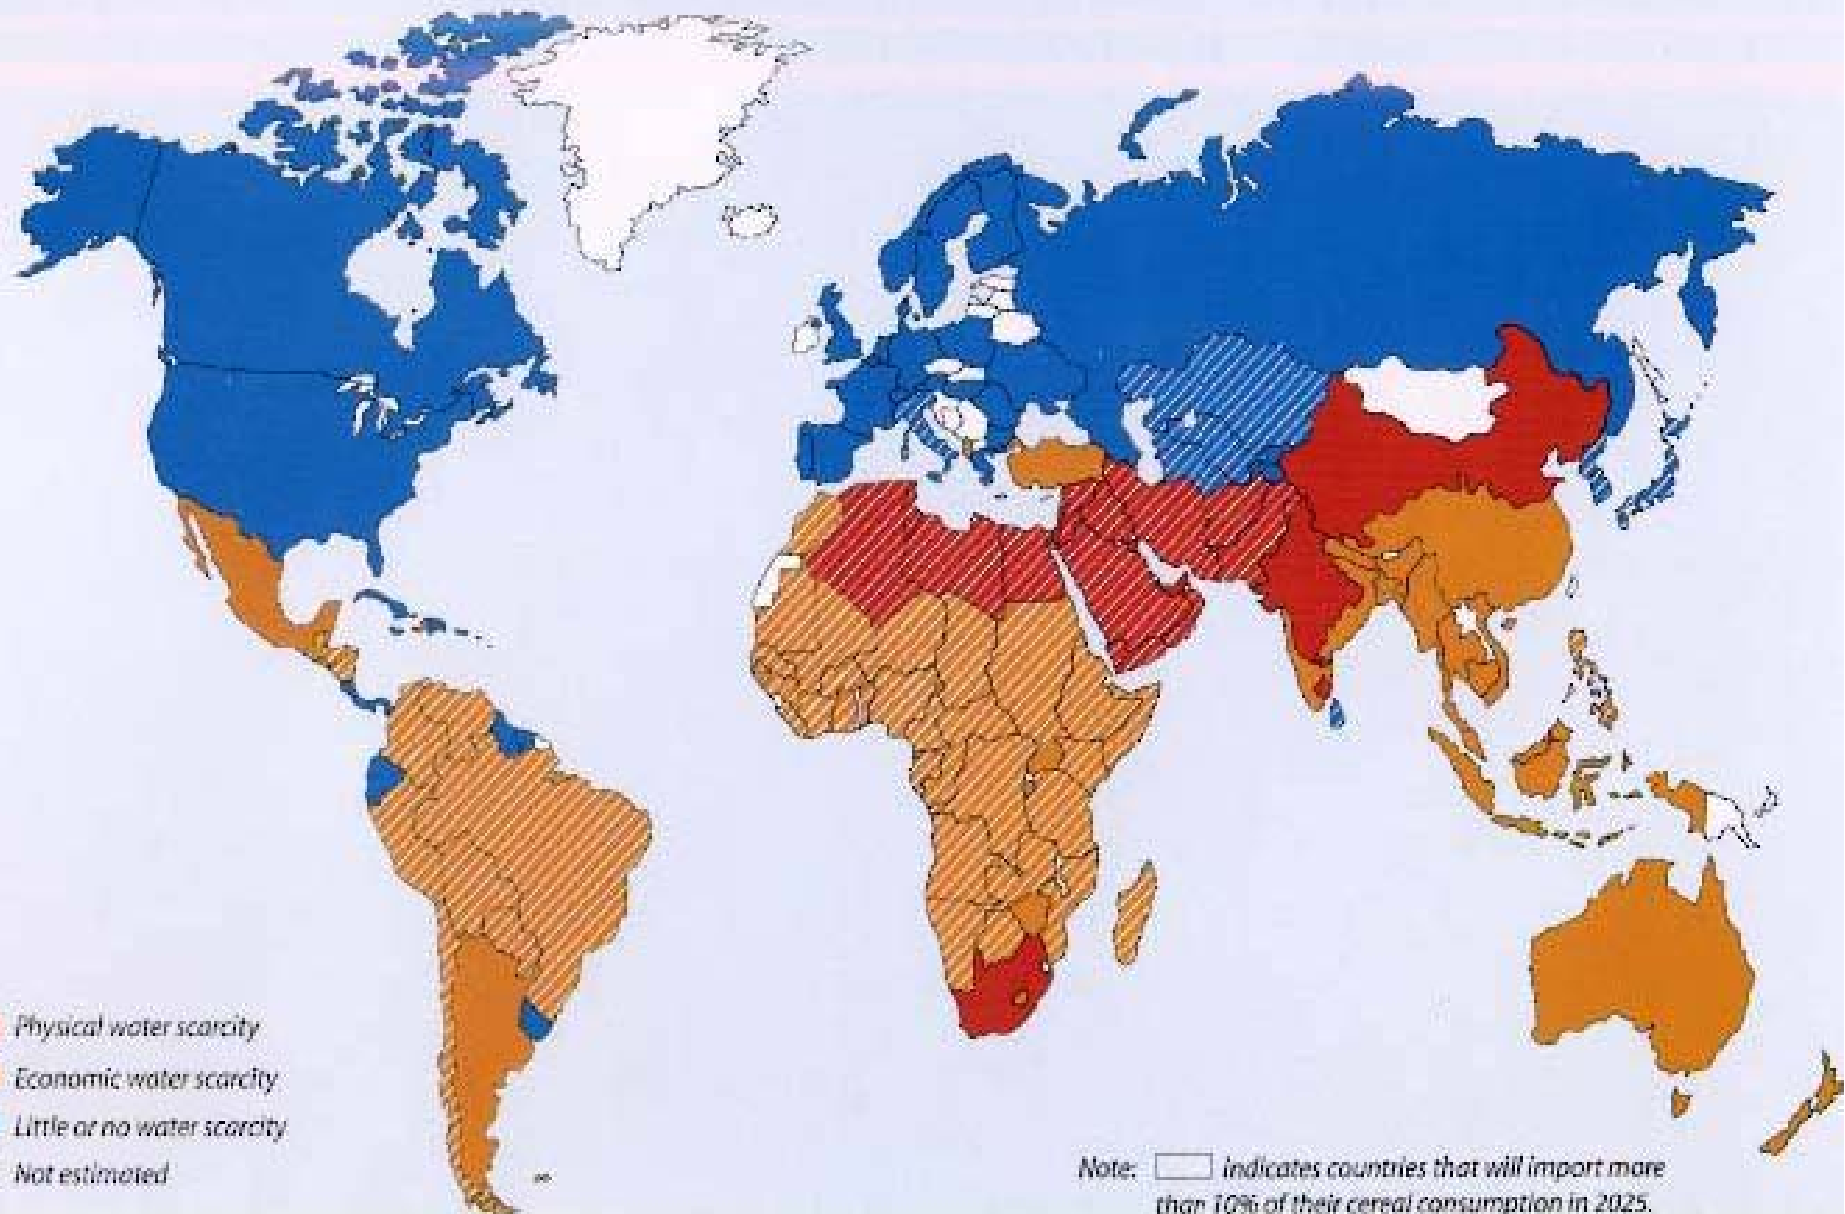 Physical water scarcity
Economic water scarcity
Little or no water scarcity
Not estimated
Note: indicates countries that will import more
than 10% of their cereal consumption in 2025.